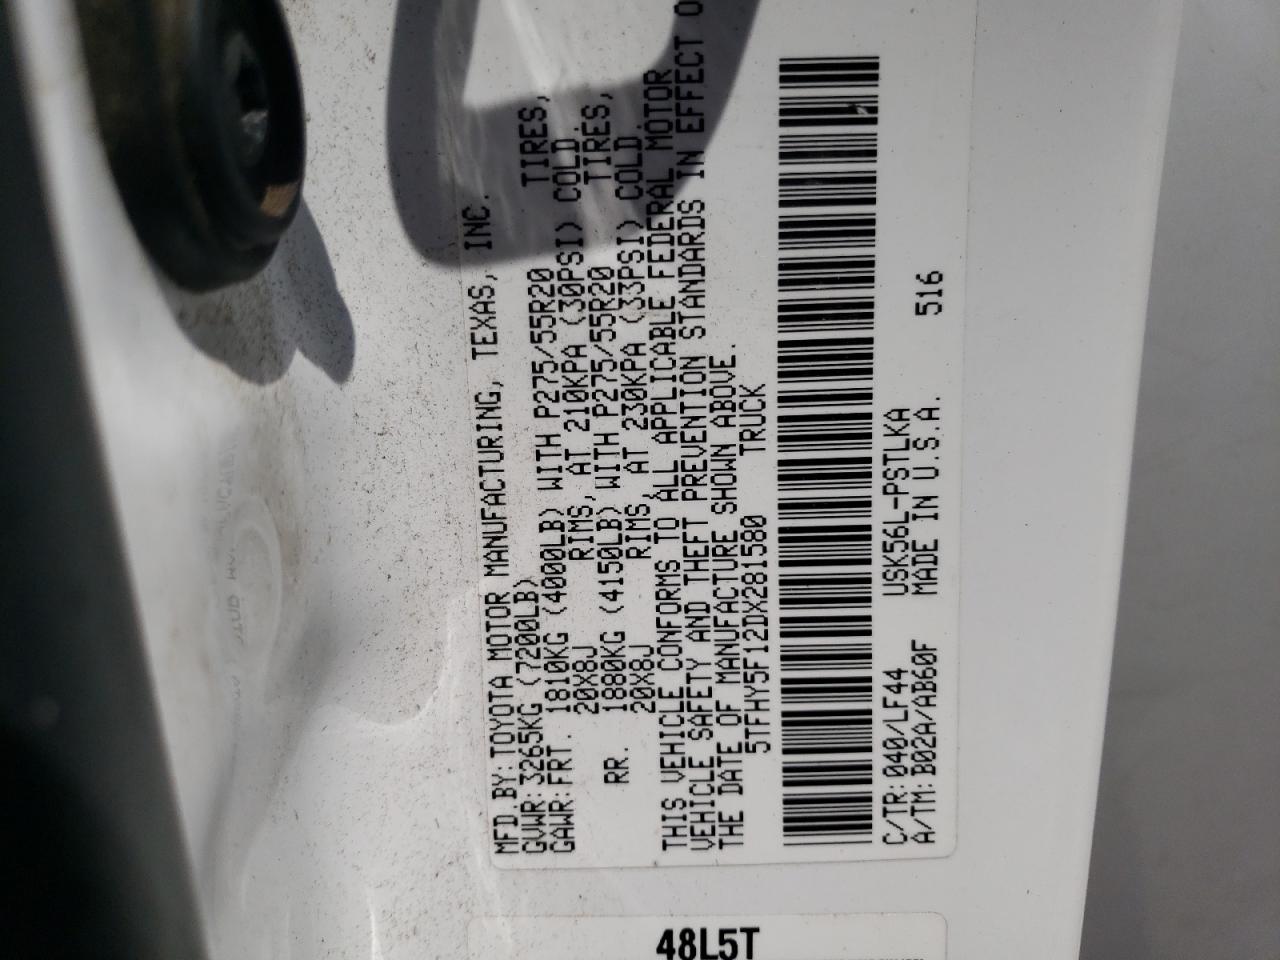 MFD.BY:TOYOTA MOTOR MANUFACTURING, TEXAS, INC.
GVWR:3265KG (7200LB)
GAWR:FRT. 1810KG (4000LB) WITH P275/55R20 TIRES,
20X8J RIMS, AT 210KPA (30PSI) COLD.
RR. 1880KG (4150LB) WITH P275/55R20 TIRES,
20X8J RIMS, AT 230KPA (33PSI) COLD.
THIS VEHICLE CONFORMS TO ALL APPLICABLE FEDERAL MOTOR
VEHICLE SAFETY AND THEFT PREVENTION STANDARDS IN EFFECT O
THE DATE OF MANUFACTURE SHOWN ABOVE.
5TFHY5F12DX281580 TRUCK
C/TR:040/LF44 USK56L-PSTLKA
A/TM:B02A/AB60F MADE IN U.S.A. 516
48L5T